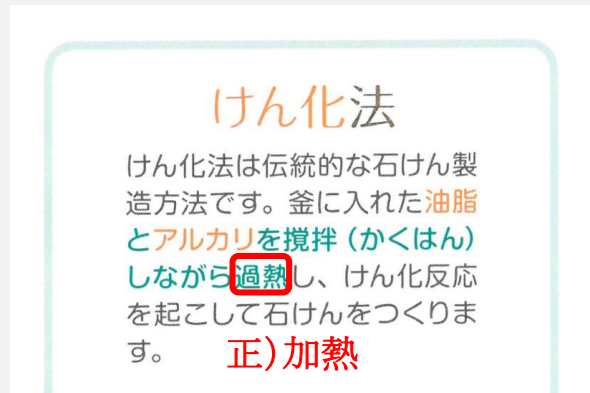 けん化法
けん化法は伝統的な石けん製
造方法です。釜に入れた油脂
とアルカリを撹拌（かくはん）
しながら過熱し、けん化反応
を起こして石けんをつくりま
す。
正)加熱